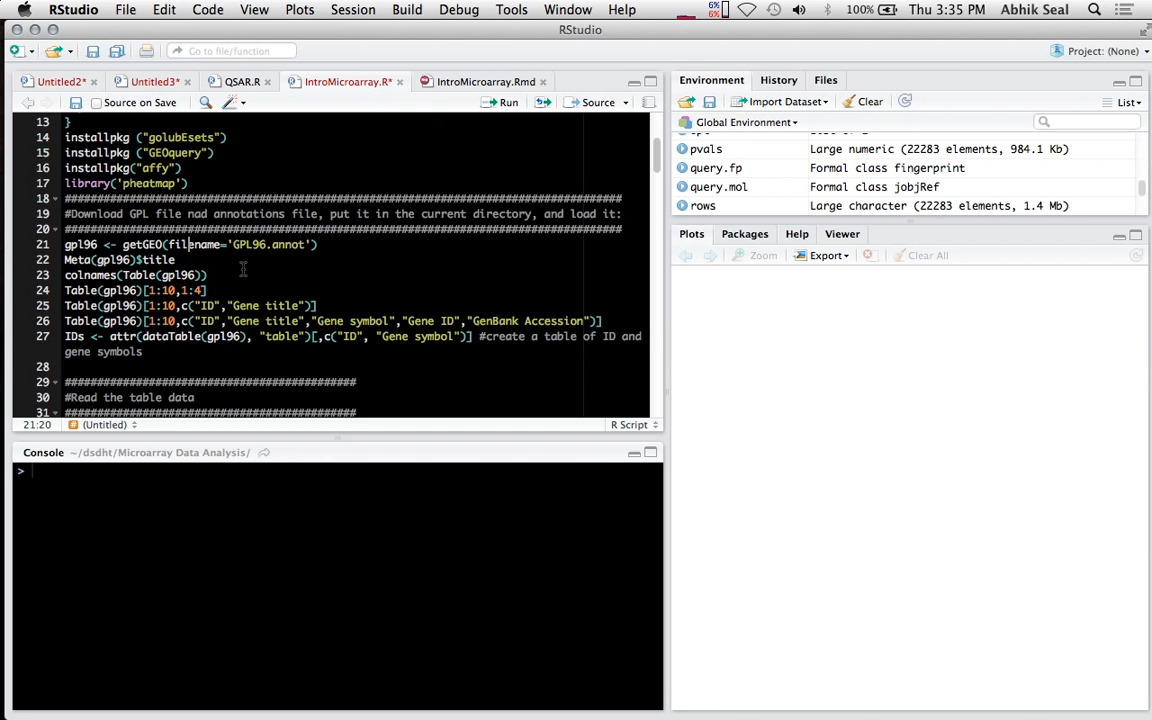 RStudio File Edit Code View Plots Session Build Debug Tools Window Help 6% 6% 100% Thu 3:35 PM Abhik Seal
RStudio
Go to file/function Project: (None)
Untitled2* Untitled3* QSAR.R IntroMicroarray.R* IntroMicroarray.Rmd
Source on Save Run Source
13 }
14 installpkg ("golubEsets")
15 installpkg ("GEOquery")
16 installpkg("affy")
17 library('pheatmap')
18 ######################################################################################
19 #Download GPL file nad annotations file, put it in the current directory, and load it:
20 ######################################################################################
21 gpl96 <- getGEO(filename='GPL96.annot')
22 Meta(gpl96)$title
23 colnames(Table(gpl96))
24 Table(gpl96)[1:10,1:4]
25 Table(gpl96)[1:10,c("ID","Gene title")]
26 Table(gpl96)[1:10,c("ID","Gene title","Gene symbol","Gene ID","GenBank Accession")]
27 IDs <- attr(dataTable(gpl96), "table")[,c("ID", "Gene symbol")] #create a table of ID and
gene symbols
28
29 #############################################
30 #Read the table data
31 #############################################
21:20 (Untitled) R Script
Console ~/dsdht/Microarray Data Analysis/
>
Environment History Files
Import Dataset Clear List
Global Environment
pvals Large numeric (22283 elements, 984.1 Kb)
query.fp Formal class fingerprint
query.mol Formal class jobjRef
rows Large character (22283 elements, 1.4 Mb)
Plots Packages Help Viewer
Zoom Export Clear All